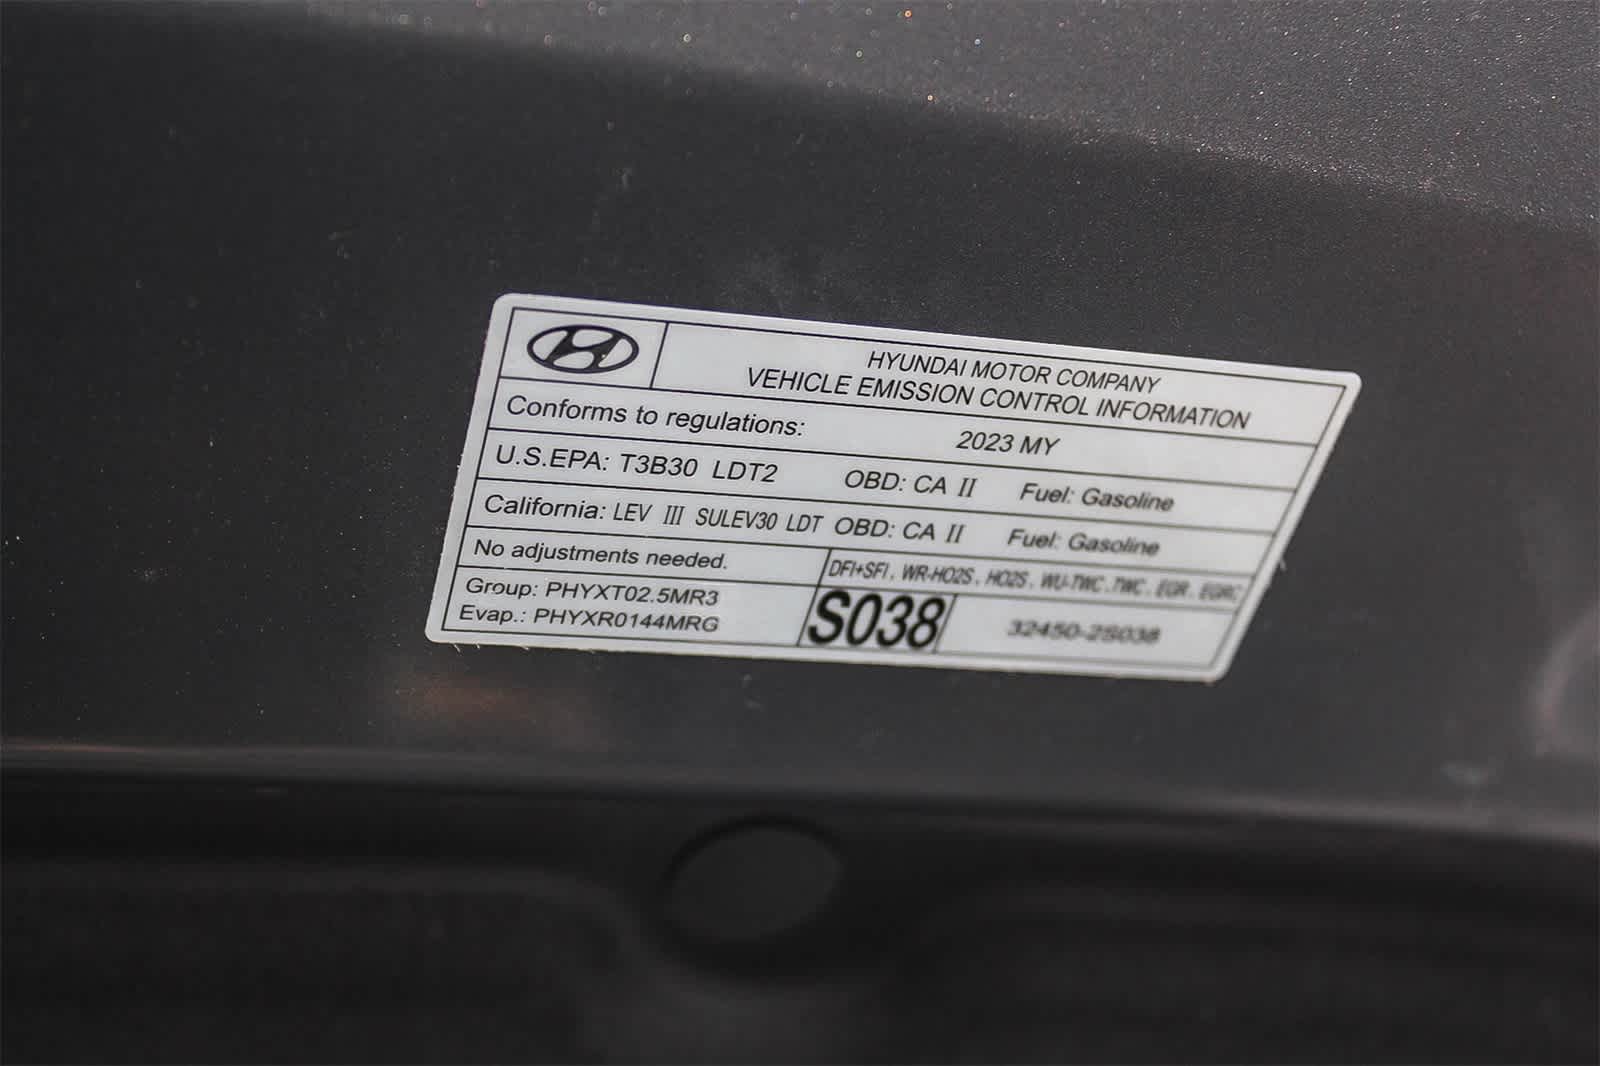 HYUNDAI MOTOR COMPANY
VEHICLE EMISSION CONTROL INFORMATION
Conforms to regulations: 2023 MY
U.S.EPA: T3B30 LDT2 OBD: CA II Fuel: Gasoline
California: LEV III SULEV30 LDT OBD: CA II Fuel: Gasoline
No adjustments needed. DFI+SFI, WR-HO2S, HO2S, WU-TWC, TWC, EGR, EGRC
Group: PHYXT02.5MR3
Evap.: PHYXR0144MRG
S038
32450-2S038